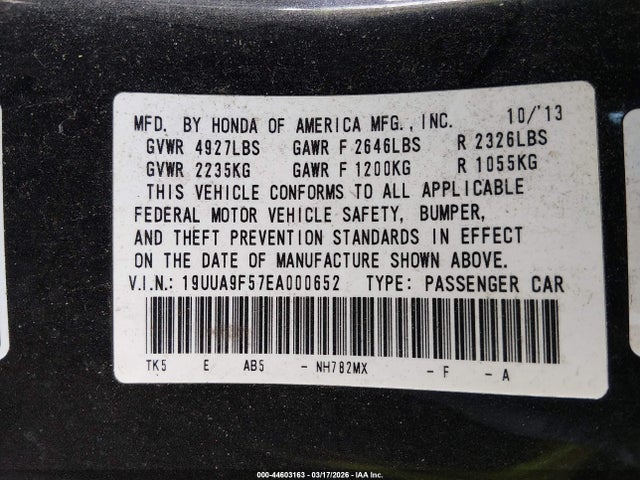 MFD. BY HONDA OF AMERICA MFG., INC. 10/'13
GVWR 4927LBS GAWR F 2646LBS R 2326LBS
GVWR 2235KG GAWR F 1200KG R 1055KG
THIS VEHICLE CONFORMS TO ALL APPLICABLE
FEDERAL MOTOR VEHICLE SAFETY, BUMPER,
AND THEFT PREVENTION STANDARDS IN EFFECT
ON THE DATE OF MANUFACTURE SHOWN ABOVE.
V.I.N.: 19UUA9F57EA000652 TYPE: PASSENGER CAR
TK5 E AB5 - NH782MX - F - A
000-44603163 - 03/17/2026 - IAA Inc.